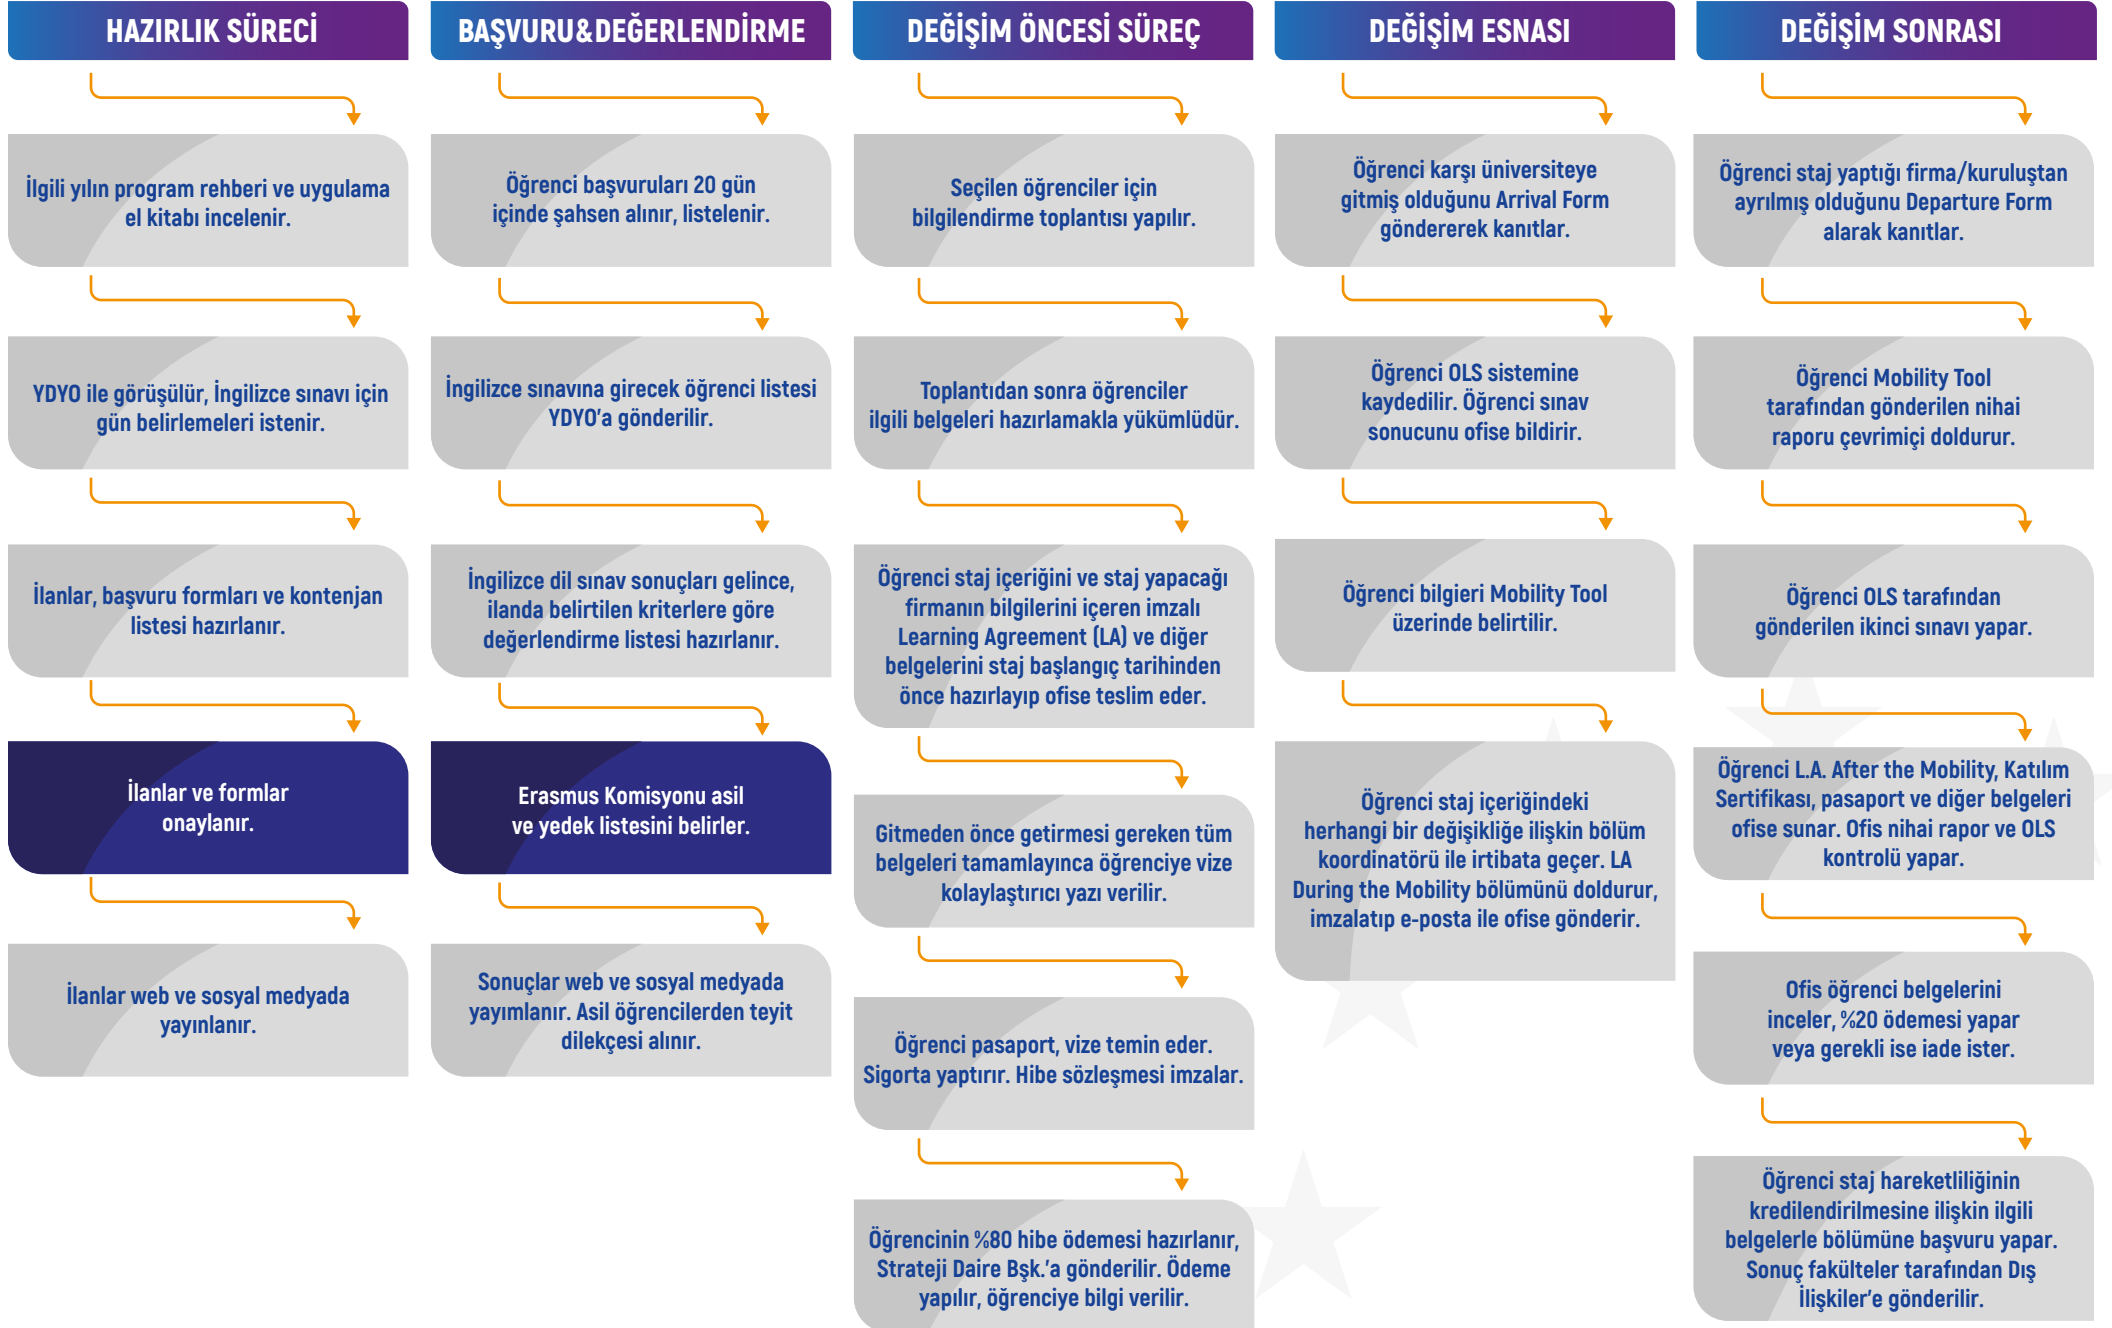 HAZIRLIK SÜRECİ
İlgili yılın program rehberi ve uygulama
el kitabı incelenir.
YDYO ile görüşülür, İngilizce sınavı için
gün belirlemeleri istenir.
İlanlar, başvuru formları ve kontenjan
listesi hazırlanır.
İlanlar ve formlar
onaylanır.
İlanlar web ve sosyal medyada
yayınlanır.
BAŞVURU&DEĞERLENDİRME
Öğrenci başvuruları 20 gün
içinde şahsen alınır, listelenir.
İngilizce sınavına girecek öğrenci listesi
YDYO'a gönderilir.
İngilizce dil sınav sonuçları gelince,
ilanda belirtilen kriterlere göre
değerlendirme listesi hazırlanır.
Erasmus Komisyonu asil
ve yedek listesini belirler.
Sonuçlar web ve sosyal medyada
yayımlanır. Asil öğrencilerden teyit
dilekçesi alınır.
DEĞİŞİM ÖNCESİ SÜREÇ
Seçilen öğrenciler için
bilgilendirme toplantısı yapılır.
Toplantıdan sonra öğrenciler
ilgili belgeleri hazırlamakla yükümlüdür.
Öğrenci staj içeriğini ve staj yapacağı
firmanın bilgilerini içeren imzalı
Learning Agreement (LA) ve diğer
belgelerini staj başlangıç tarihinden
önce hazırlayıp ofise teslim eder.
Gitmeden önce getirmesi gereken tüm
belgeleri tamamlayınca öğrenciye vize
kolaylaştırıcı yazı verilir.
Öğrenci pasaport, vize temin eder.
Sigorta yaptırır. Hibe sözleşmesi imzalar.
Öğrencinin %80 hibe ödemesi hazırlanır,
Strateji Daire Bşk.'a gönderilir. Ödeme
yapılır, öğrenciye bilgi verilir.
DEĞİŞİM ESNASI
Öğrenci karşı üniversiteye
gitmiş olduğunu Arrival Form
göndererek kanıtlar.
Öğrenci OLS sistemine
kaydedilir. Öğrenci sınav
sonucunu ofise bildirir.
Öğrenci bilgieri Mobility Tool
üzerinde belirtilir.
Öğrenci staj içeriğindeki
herhangi bir değişikliğe ilişkin bölüm
koordinatörü ile irtibata geçer. LA
During the Mobility bölümünü doldurur,
imzalatıp e-posta ile ofise gönderir.
DEĞİŞİM SONRASI
Öğrenci staj yaptığı firma/kuruluştan
ayrılmış olduğunu Departure Form
alarak kanıtlar.
Öğrenci Mobility Tool
tarafından gönderilen nihai
raporu çevrimiçi doldurur.
Öğrenci OLS tarafından
gönderilen ikinci sınavı yapar.
Öğrenci L.A. After the Mobility, Katılım
Sertifikası, pasaport ve diğer belgeleri
ofise sunar. Ofis nihai rapor ve OLS
kontrolü yapar.
Ofis öğrenci belgelerini
inceler, %20 ödemesi yapar
veya gerekli ise iade ister.
Öğrenci staj hareketliliğinin
kredilendirilmesine ilişkin ilgili
belgelerle bölümüne başvuru yapar.
Sonuç fakülteler tarafından Dış
İlişkiler'e gönderilir.